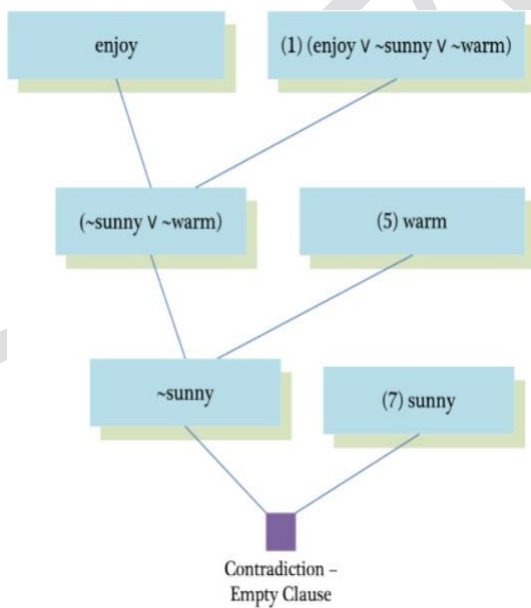 enjoy
(1) (enjoy V ~sunny V ~warm)
(~sunny V ~warm)
(5) warm
~sunny
(7) sunny
Contradiction –
Empty Clause